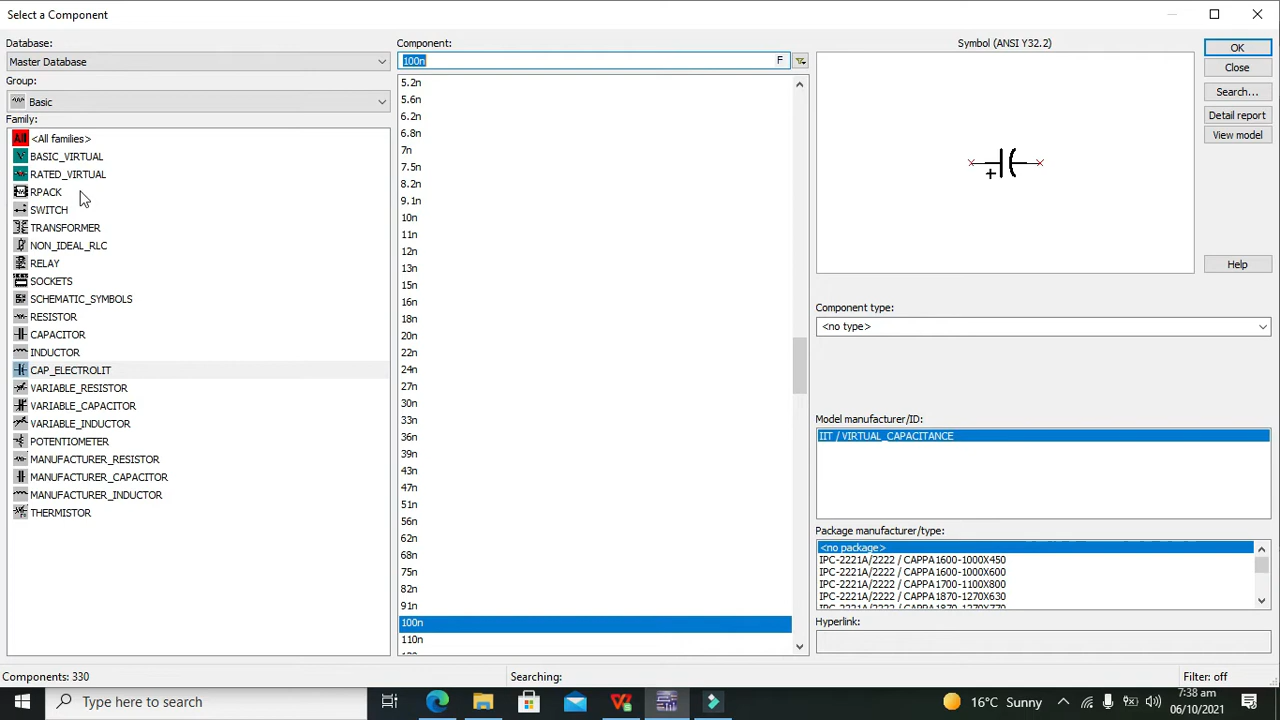 Select a Component
Database:
Master Database
Group:
Basic
Family:
All <All families>
BASIC_VIRTUAL
RATED_VIRTUAL
RPACK
SWITCH
TRANSFORMER
NON_IDEAL_RLC
RELAY
SOCKETS
SCHEMATIC_SYMBOLS
RESISTOR
CAPACITOR
INDUCTOR
CAP_ELECTROLIT
VARIABLE_RESISTOR
VARIABLE_CAPACITOR
VARIABLE_INDUCTOR
POTENTIOMETER
MANUFACTURER_RESISTOR
MANUFACTURER_CAPACITOR
MANUFACTURER_INDUCTOR
THERMISTOR
Component:
100n F
5.2n
5.6n
6.2n
6.8n
7n
7.5n
8.2n
9.1n
10n
11n
12n
13n
15n
16n
18n
20n
22n
24n
27n
30n
33n
36n
39n
43n
47n
51n
56n
62n
68n
75n
82n
91n
100n
110n
Symbol (ANSI Y32.2)
+
OK
Close
Search...
Detail report
View model
Help
Component type:
<no type>
Model manufacturer/ID:
IIT / VIRTUAL_CAPACITANCE
Package manufacturer/type:
<no package>
IPC-2221A/2222 / CAPPA1600-1000X450
IPC-2221A/2222 / CAPPA1600-1000X600
IPC-2221A/2222 / CAPPA1700-1100X800
IPC-2221A/2222 / CAPPA1870-1270X630
IPC-2221A/2222 / CAPPA1870-1270X770
Hyperlink:
Components: 330
Searching:
Filter: off
Type here to search
16°C Sunny
7:38 am
06/10/2021